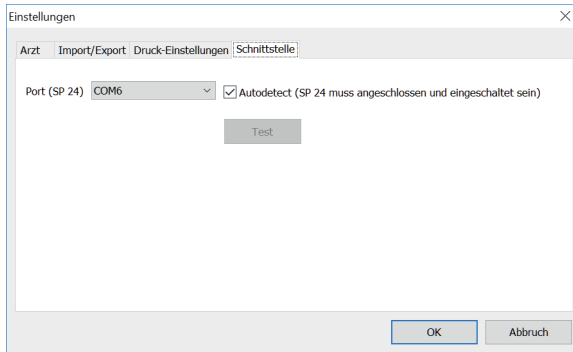 Einstellungen
Arzt Import/Export Druck-Einstellungen Schnittstelle
Port (SP 24) COM6 Autodetect (SP 24 muss angeschlossen und eingeschaltet sein)
Test
OK Abbruch